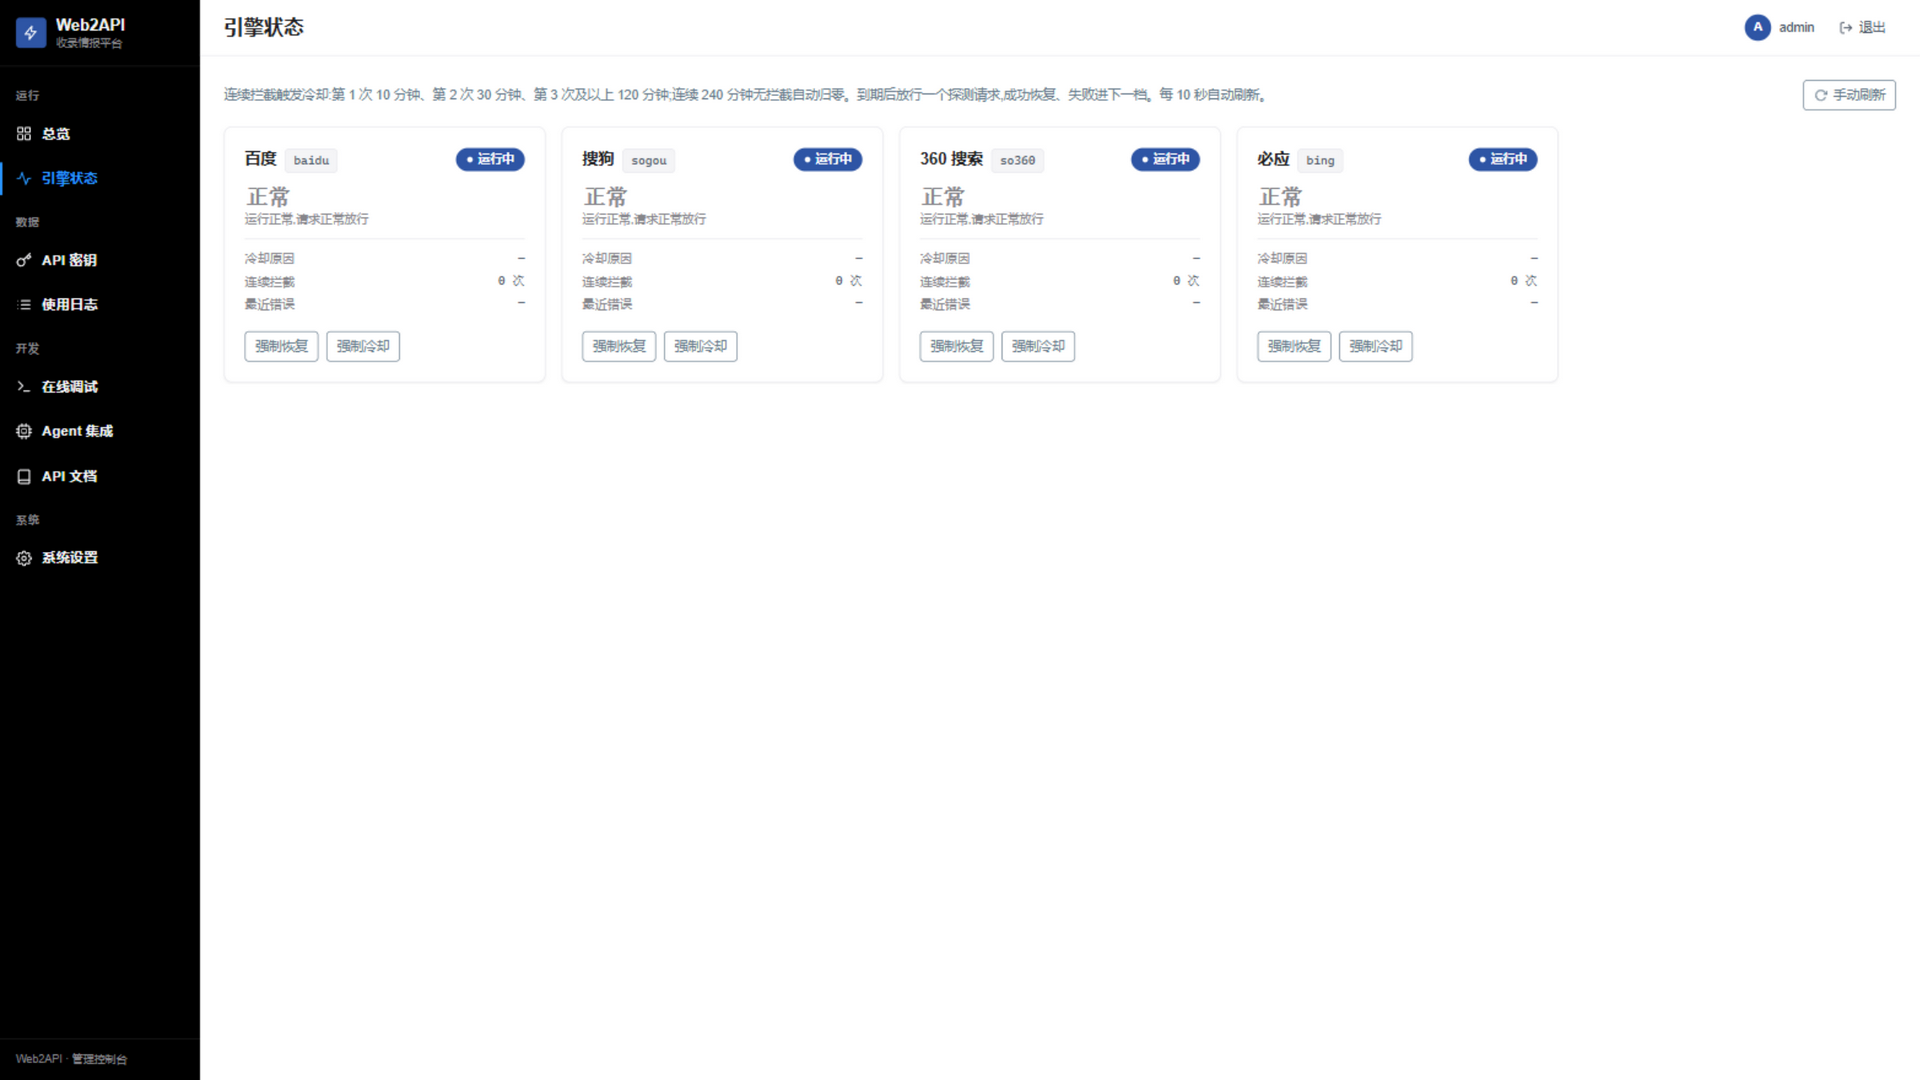 Web2API
收录情报平台
运行
总览
引擎状态
数据
API 密钥
使用日志
开发
在线调试
Agent 集成
API 文档
系统
系统设置
Web2API · 管理控制台
引擎状态
A admin 退出
连续拦截触发冷却:第 1 次 10 分钟、第 2 次 30 分钟、第 3 次及以上 120 分钟;连续 240 分钟无拦截自动归零。到期后放行一个探测请求,成功恢复、失败进下一档。每 10 秒自动刷新。
手动刷新
百度 baidu 运行中
正常
运行正常,请求正常放行
冷却原因 –
连续拦截 0 次
最近错误 –
强制恢复 强制冷却
搜狗 sogou 运行中
正常
运行正常,请求正常放行
冷却原因 –
连续拦截 0 次
最近错误 –
强制恢复 强制冷却
360 搜索 so360 运行中
正常
运行正常,请求正常放行
冷却原因 –
连续拦截 0 次
最近错误 –
强制恢复 强制冷却
必应 bing 运行中
正常
运行正常,请求正常放行
冷却原因 –
连续拦截 0 次
最近错误 –
强制恢复 强制冷却